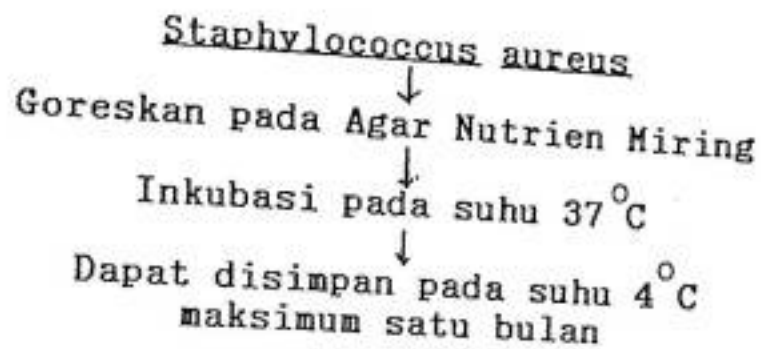 Staphylococcus aureus
↓
Goreskan pada Agar Nutrien Miring
↓
Inkubasi pada suhu 37°C
↓
Dapat disimpan pada suhu 4°C
maksimum satu bulan